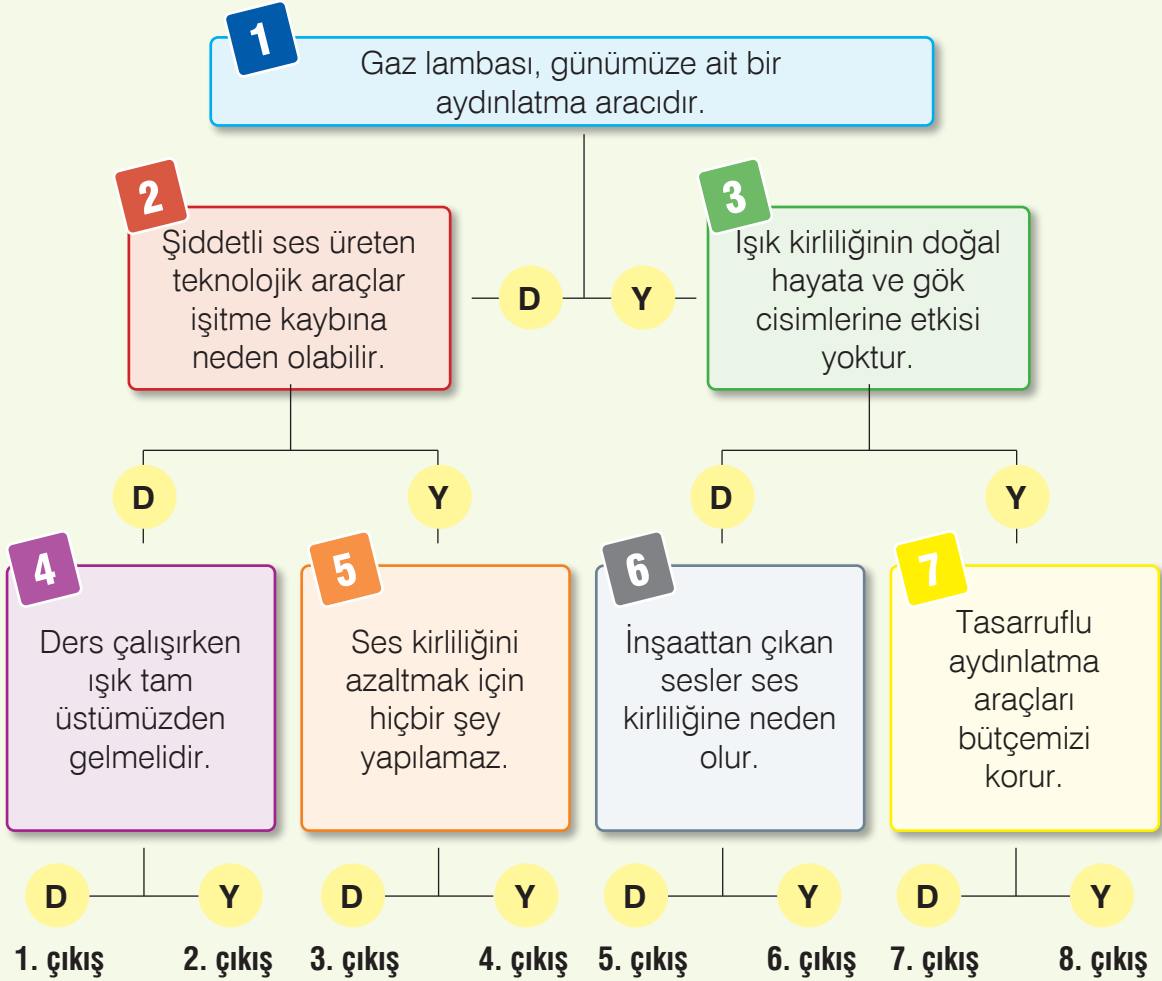 1
Gaz lambası, günümüze ait bir
aydınlatma aracıdır.
2
Şiddetli ses üreten
teknolojik araçlar
işitme kaybına
neden olabilir.
D
Y
3
Işık kirliliğinin doğal
hayata ve gök
cisimlerine etkisi
yoktur.
D
Y
D
Y
4
Ders çalışırken
ışık tam
üstümüzden
gelmelidir.
5
Ses kirliliğini
azaltmak için
hiçbir şey
yapılamaz.
6
İnşaattan çıkan
sesler ses
kirliliğine neden
olur.
7
Tasarruflu
aydınlatma
araçları
bütçemizi
korur.
D
Y
D
Y
D
Y
D
Y
1. çıkış
2. çıkış
3. çıkış
4. çıkış
5. çıkış
6. çıkış
7. çıkış
8. çıkış